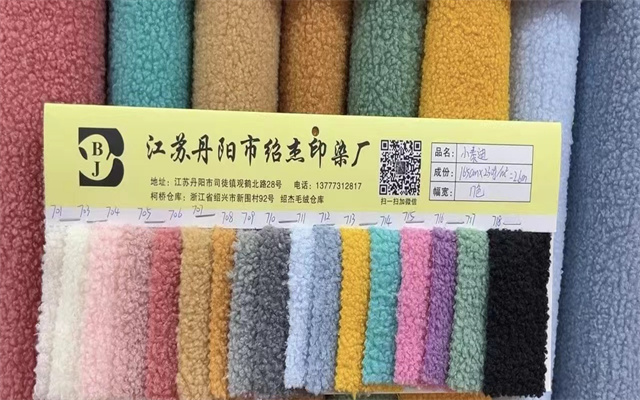 BJ
江苏丹阳市绍杰印染厂
地址：江苏丹阳市司徒镇观鹤北路28号 电话：13777312817
柯桥仓库：浙江省绍兴市新围村92号 绍杰毛绒仓库
扫一扫加微信
品名：
成份：
幅宽：17色
701 703 704 705 706 707 708 709 710 711 712 713 714 715 716 717 718